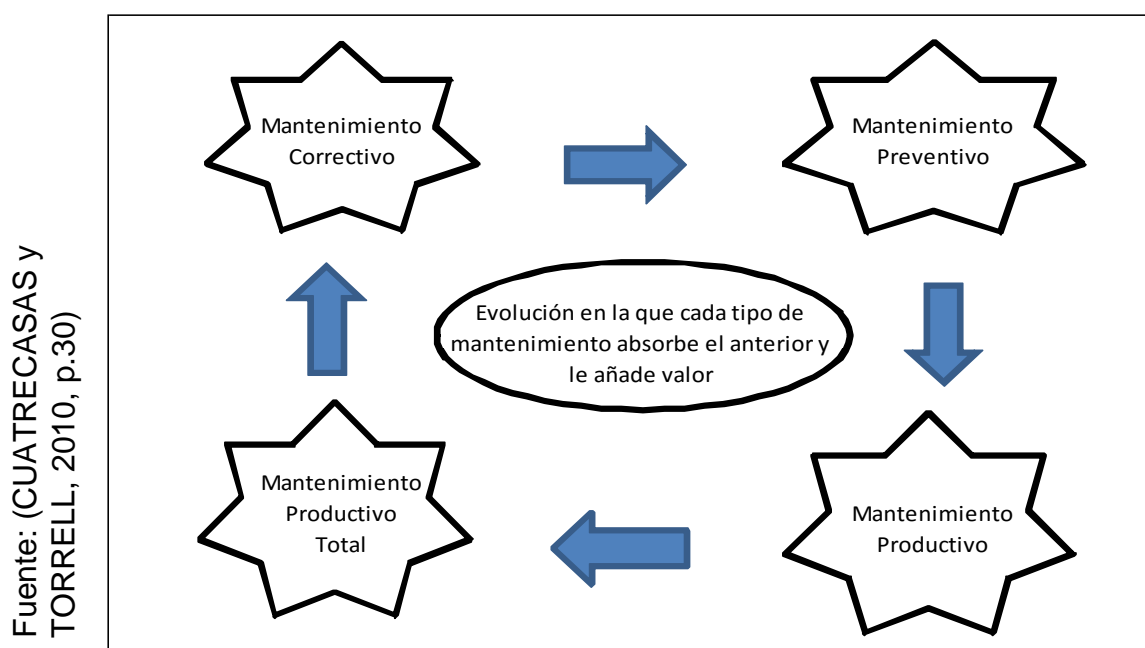 Fuente: (CUATRECASAS y
TORRELL, 2010, p.30)
Mantenimiento
Correctivo
Mantenimiento
Preventivo
Evolución en la que cada tipo de
mantenimiento absorbe el anterior y
le añade valor
Mantenimiento
Productivo
Total
Mantenimiento
Productivo